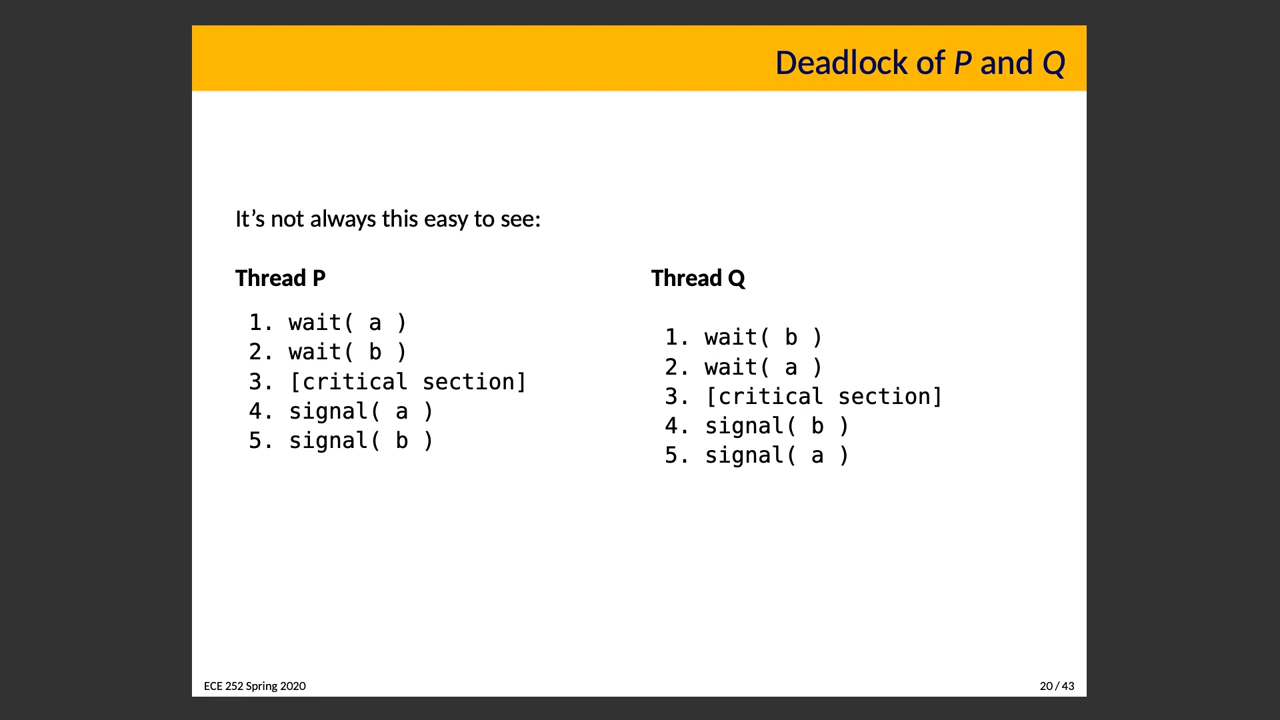 Deadlock of P and Q
It's not always this easy to see:
Thread P
1. wait( a )
2. wait( b )
3. [critical section]
4. signal( a )
5. signal( b )
Thread Q
1. wait( b )
2. wait( a )
3. [critical section]
4. signal( b )
5. signal( a )
ECE 252 Spring 2020
20 / 43